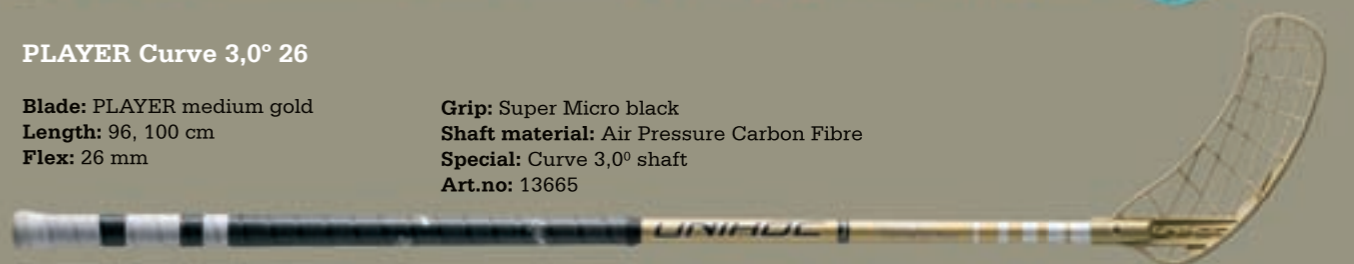 PLAYER Curve 3,0° 26
Blade: PLAYER medium gold
Length: 96, 100 cm
Flex: 26 mm
Grip: Super Micro black
Shaft material: Air Pressure Carbon Fibre
Special: Curve 3,0⁰ shaft
Art.no: 13665
UNIHOC